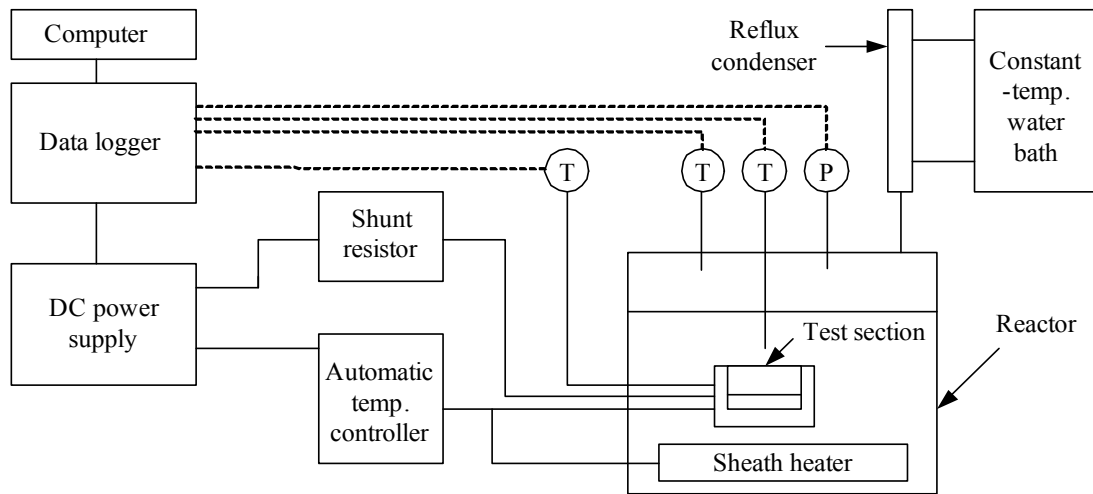 Computer
Data logger
DC power
supply
Shunt
resistor
Automatic
temp.
controller
T
T
T
P
Reflux
condenser
Constant
-temp.
water
bath
Test section
Reactor
Sheath heater